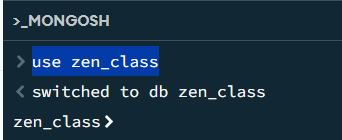 >_MONGOSH
> use zen_class
< switched to db zen_class
zen_class>